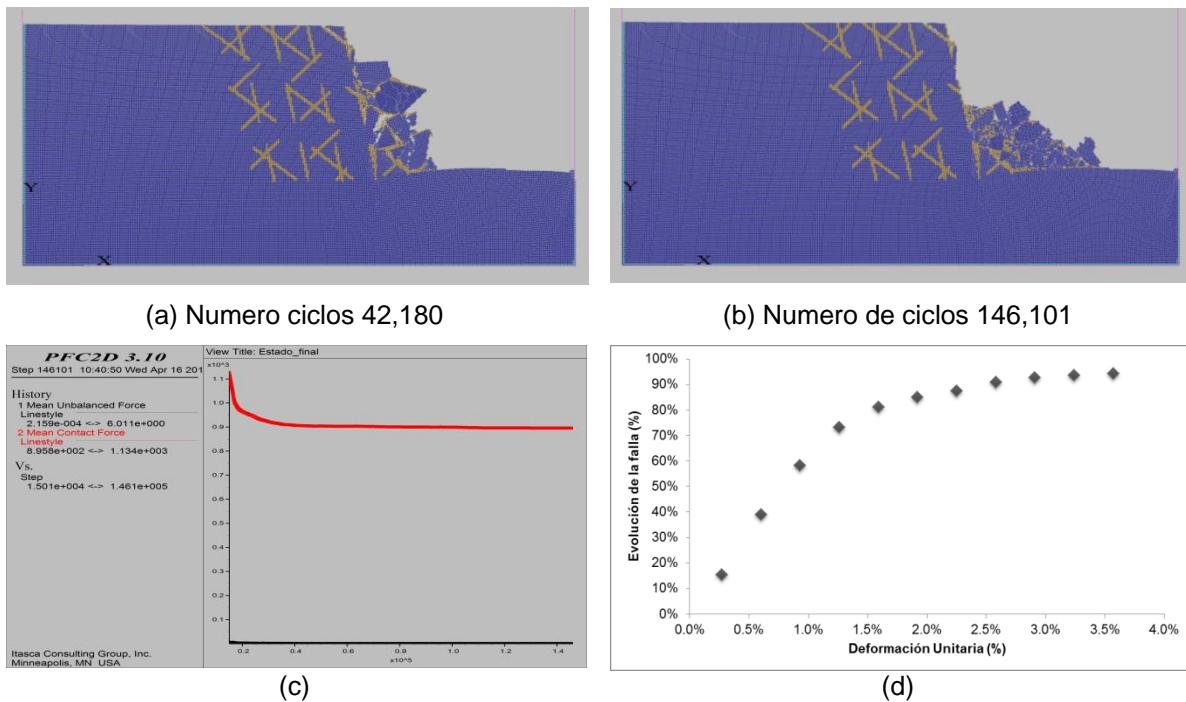 Y
X
Y
X
(a) Numero ciclos 42,180
(b) Numero de ciclos 146,101
PFC2D 3.10
Step 146101 10:40:50 Wed Apr 16 201
View Title: Estado_final
History
1 Mean Unbalanced Force
Linestyle
2.159e-004 <-> 6.011e+000
2 Mean Contact Force
Linestyle
8.958e+002 <-> 1.134e+003
Vs.
Step
1.501e+004 <-> 1.461e+005
Itasca Consulting Group, Inc.
Minneapolis, MN USA
x10^3
1.1
1.0
0.9
0.8
0.7
0.6
0.5
0.4
0.3
0.2
0.1
0.2 0.4 0.6 0.8 1.0 1.2 1.4
x10^5
(c)
Evolución de la falla (%)
100%
90%
80%
70%
60%
50%
40%
30%
20%
10%
0%
0.0% 0.5% 1.0% 1.5% 2.0% 2.5% 3.0% 3.5% 4.0%
Deformación Unitaria (%)
(d)